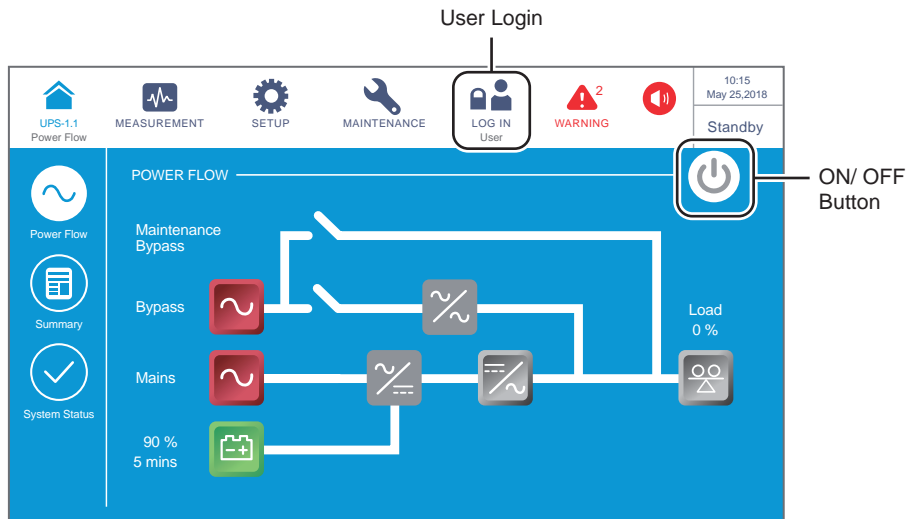 User Login
UPS-1.1
Power Flow
MEASUREMENT
SETUP
MAINTENANCE
LOG IN
User
2
WARNING
10:15
May 25,2018
Standby
ON/ OFF
Button
Power Flow
Summary
System Status
POWER FLOW
Maintenance
Bypass
Bypass
Load
0 %
Mains
90 %
5 mins